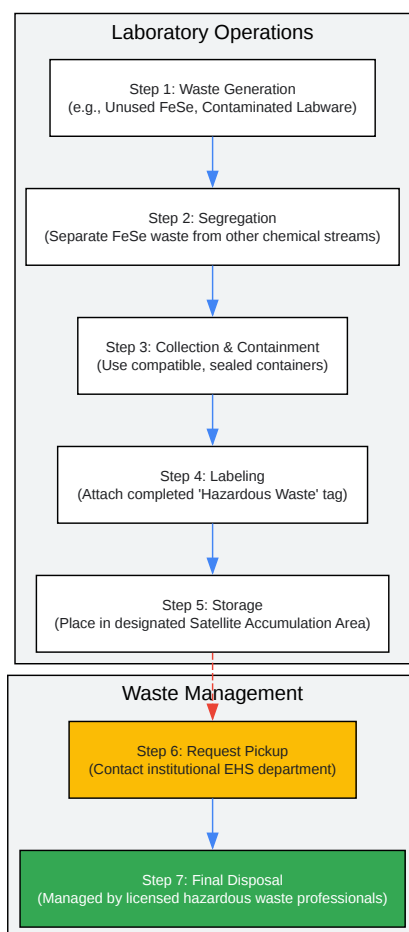 Laboratory Operations
Step 1: Waste Generation
(e.g., Unused FeSe, Contaminated Labware)
Step 2: Segregation
(Separate FeSe waste from other chemical streams)
Step 3: Collection & Containment
(Use compatible, sealed containers)
Step 4: Labeling
(Attach completed 'Hazardous Waste' tag)
Step 5: Storage
(Place in designated Satellite Accumulation Area)
Waste Management
Step 6: Request Pickup
(Contact institutional EHS department)
Step 7: Final Disposal
(Managed by licensed hazardous waste professionals)